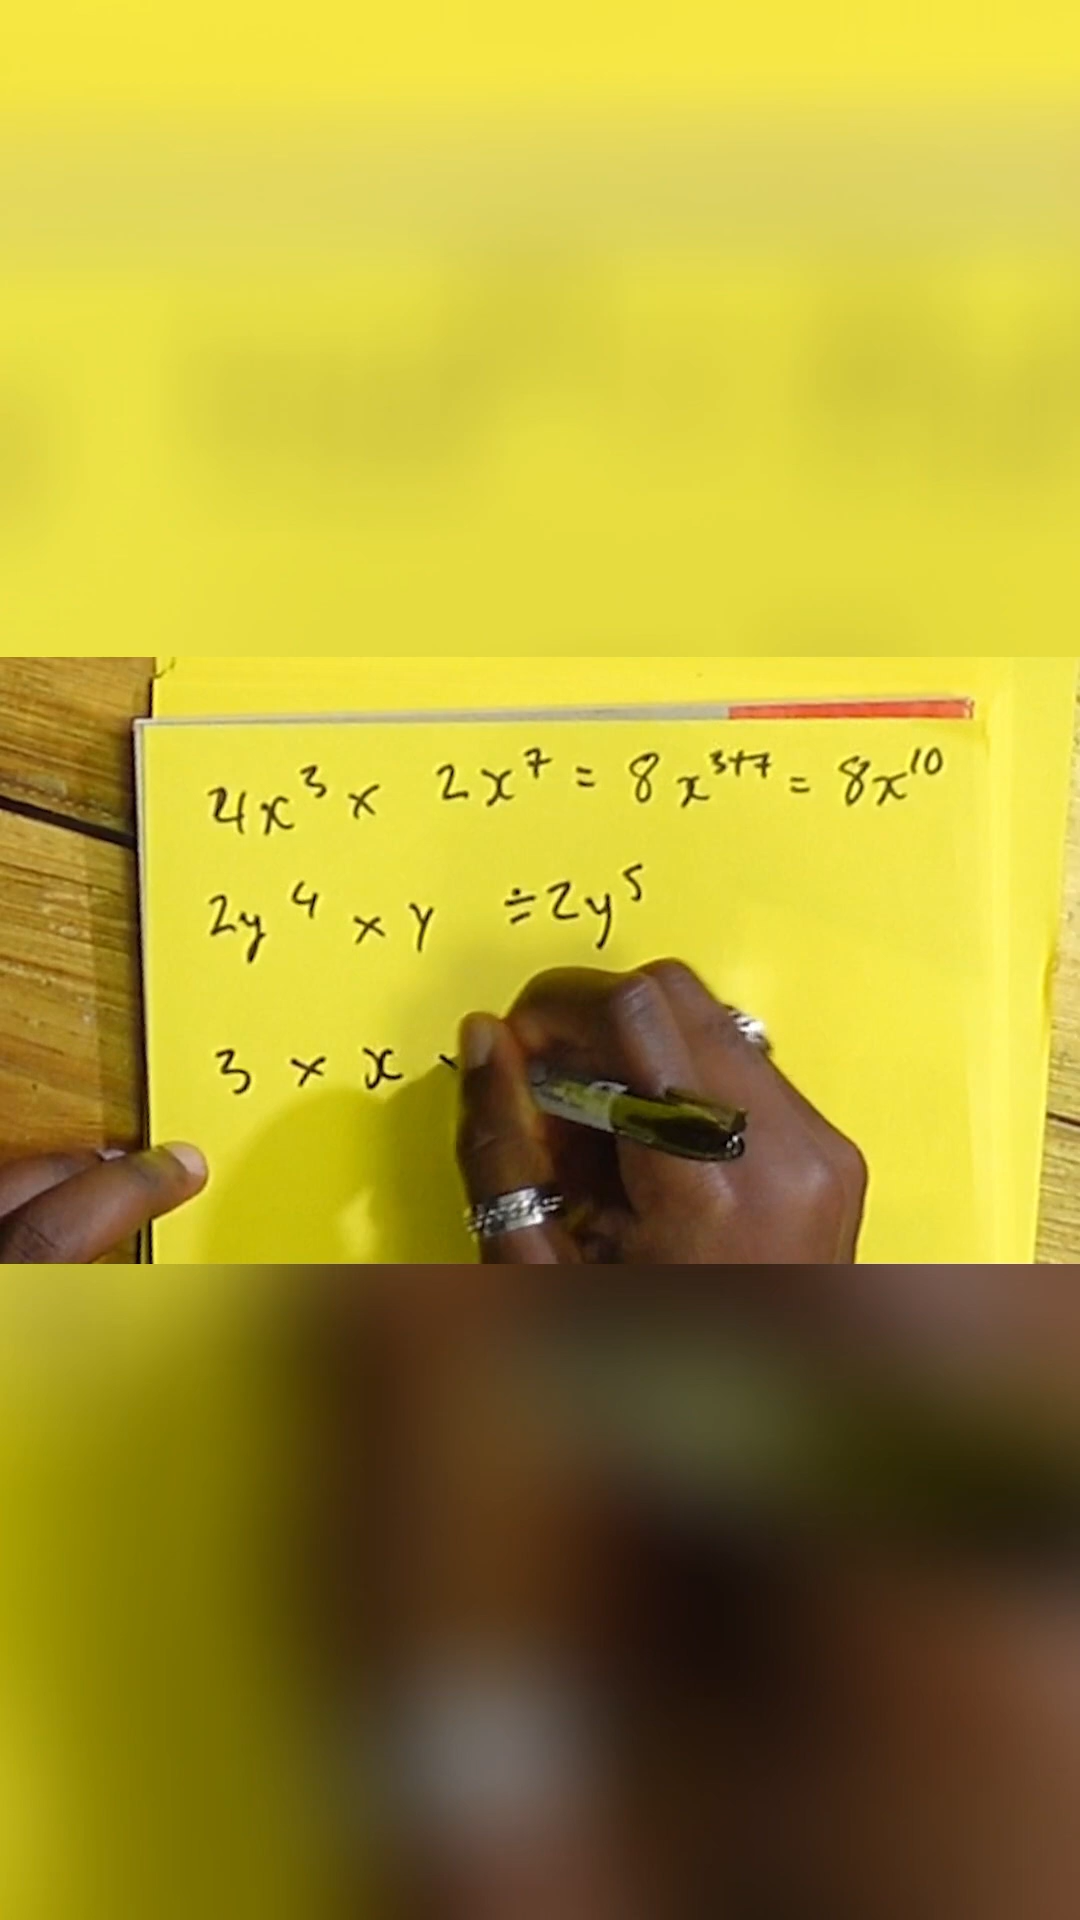 4x³ x 2x⁷ = 8x³⁺⁷ = 8x¹⁰
2y⁴ x y ÷ 2y⁵
3 x x